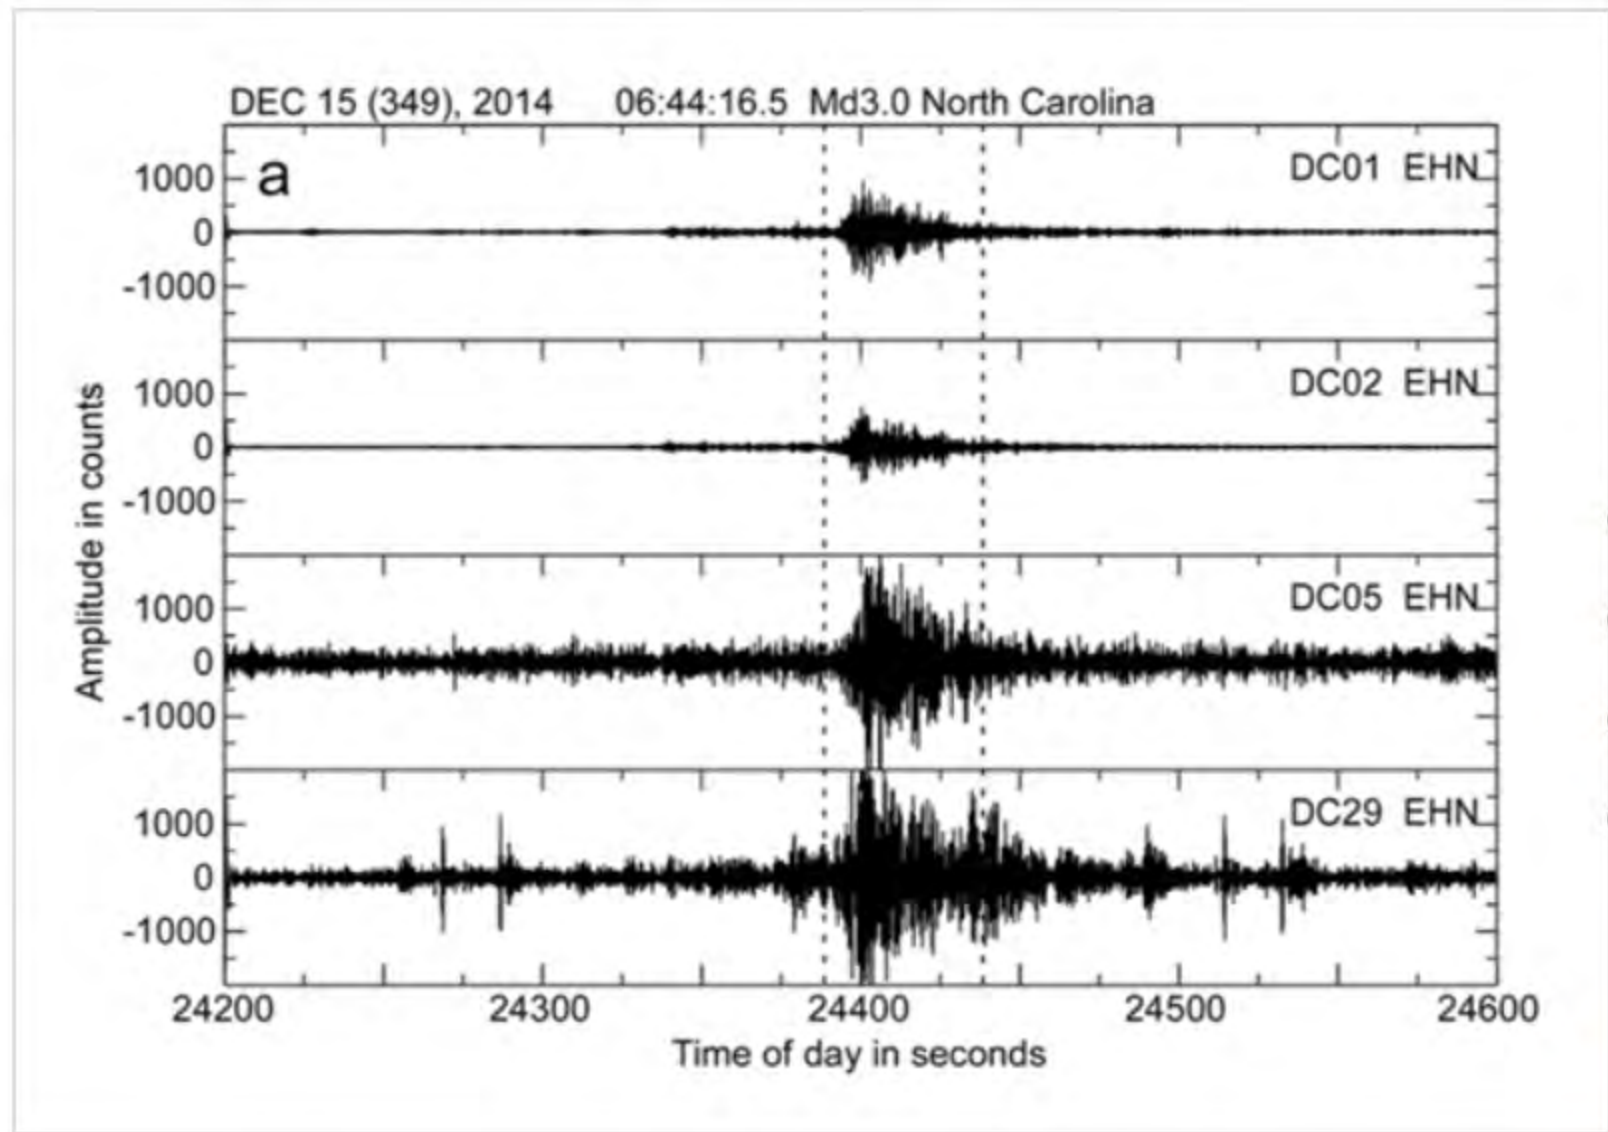 DEC 15 (349), 2014 06:44:16.5 Md3.0 North Carolina
a
DC01 EHN
1000
0
-1000
DC02 EHN
1000
0
-1000
DC05 EHN
1000
0
-1000
DC29 EHN
1000
0
-1000
Amplitude in counts
24200 24300 24400 24500 24600
Time of day in seconds